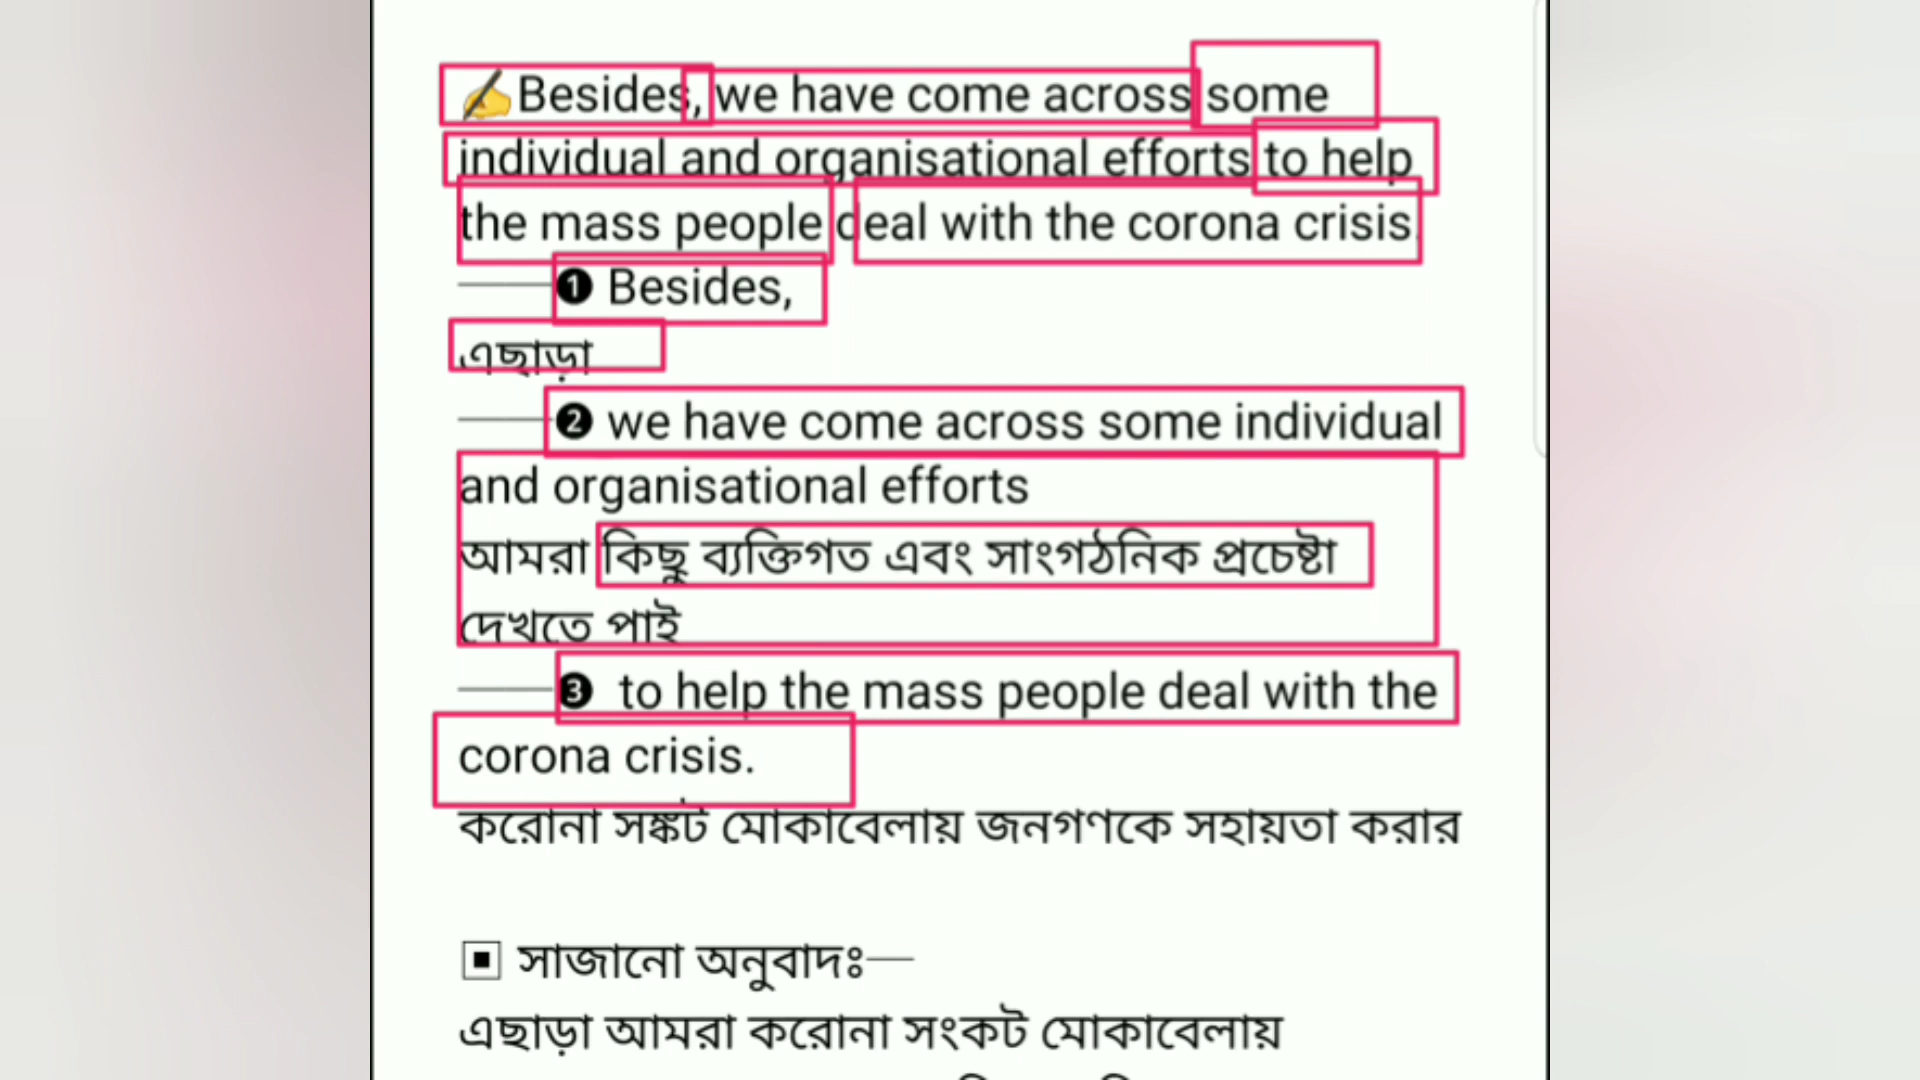 ✍Besides, we have come across some
individual and organisational efforts to help
the mass people deal with the corona crisis.
——❶ Besides,
এছাড়া
——❷ we have come across some individual
and organisational efforts
আমরা কিছু ব্যক্তিগত এবং সাংগঠনিক প্রচেষ্টা
দেখতে পাই
——❸ to help the mass people deal with the
corona crisis.
করোনা সঙ্কট মোকাবেলায় জনগণকে সহায়তা করার
▣ সাজানো অনুবাদঃ—
এছাড়া আমরা করোনা সংকট মোকাবেলায়